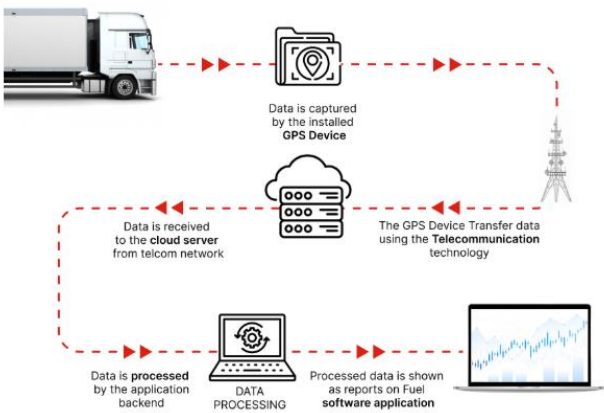 Data is captured
by the installed
GPS Device
The GPS Device Transfer data
using the Telecommunication
technology
Data is received
to the cloud server
from telcom network
Data is processed
by the application
backend
DATA
PROCESSING
Processed data is shown
as reports on Fuel
software application